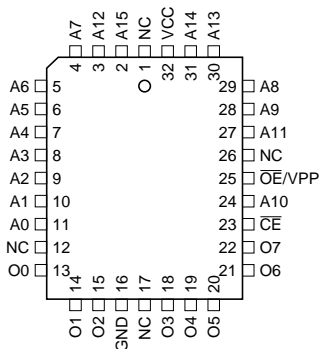 A7 A12 A15 NC VCC A14 A13
4 3 2 1 32 31 30
A6 5 29 A8
A5 6 28 A9
A4 7 27 A11
A3 8 26 NC
A2 9 25 O̅E̅/VPP
A1 10 24 A10
A0 11 23 C̅E̅
NC 12 22 O7
O0 13 21 O6
14 15 16 17 18 19 20
O1 O2 GND NC O3 O4 O5